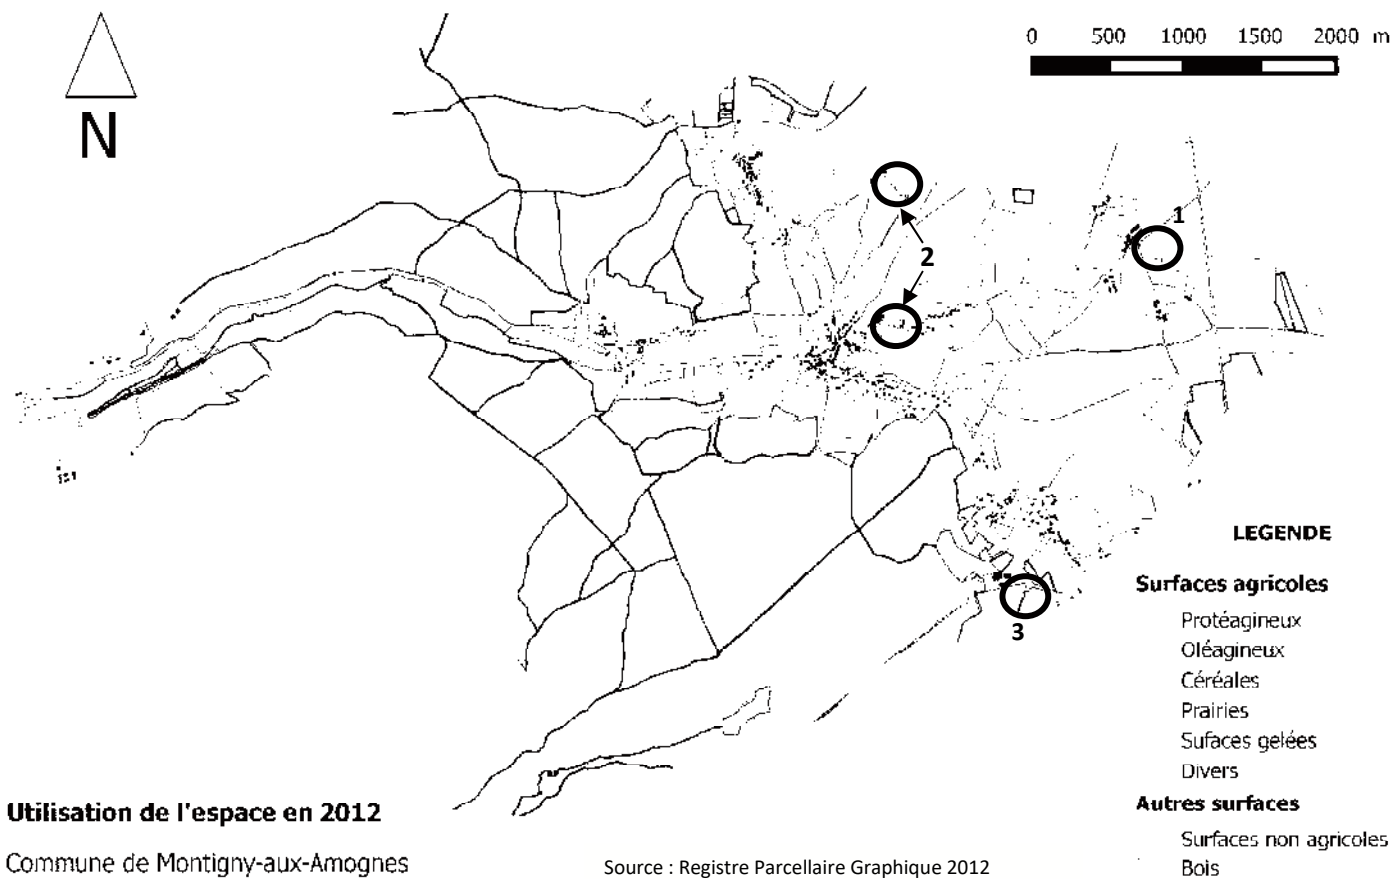 0 500 1000 1500 2000 m
N
1
2
3
LEGENDE
Surfaces agricoles
Protéagineux
Oléagineux
Céréales
Prairies
Sufaces gelées
Divers
Autres surfaces
Surfaces non agricoles
Bois
Utilisation de l'espace en 2012
Commune de Montigny-aux-Amognes
Source : Registre Parcellaire Graphique 2012